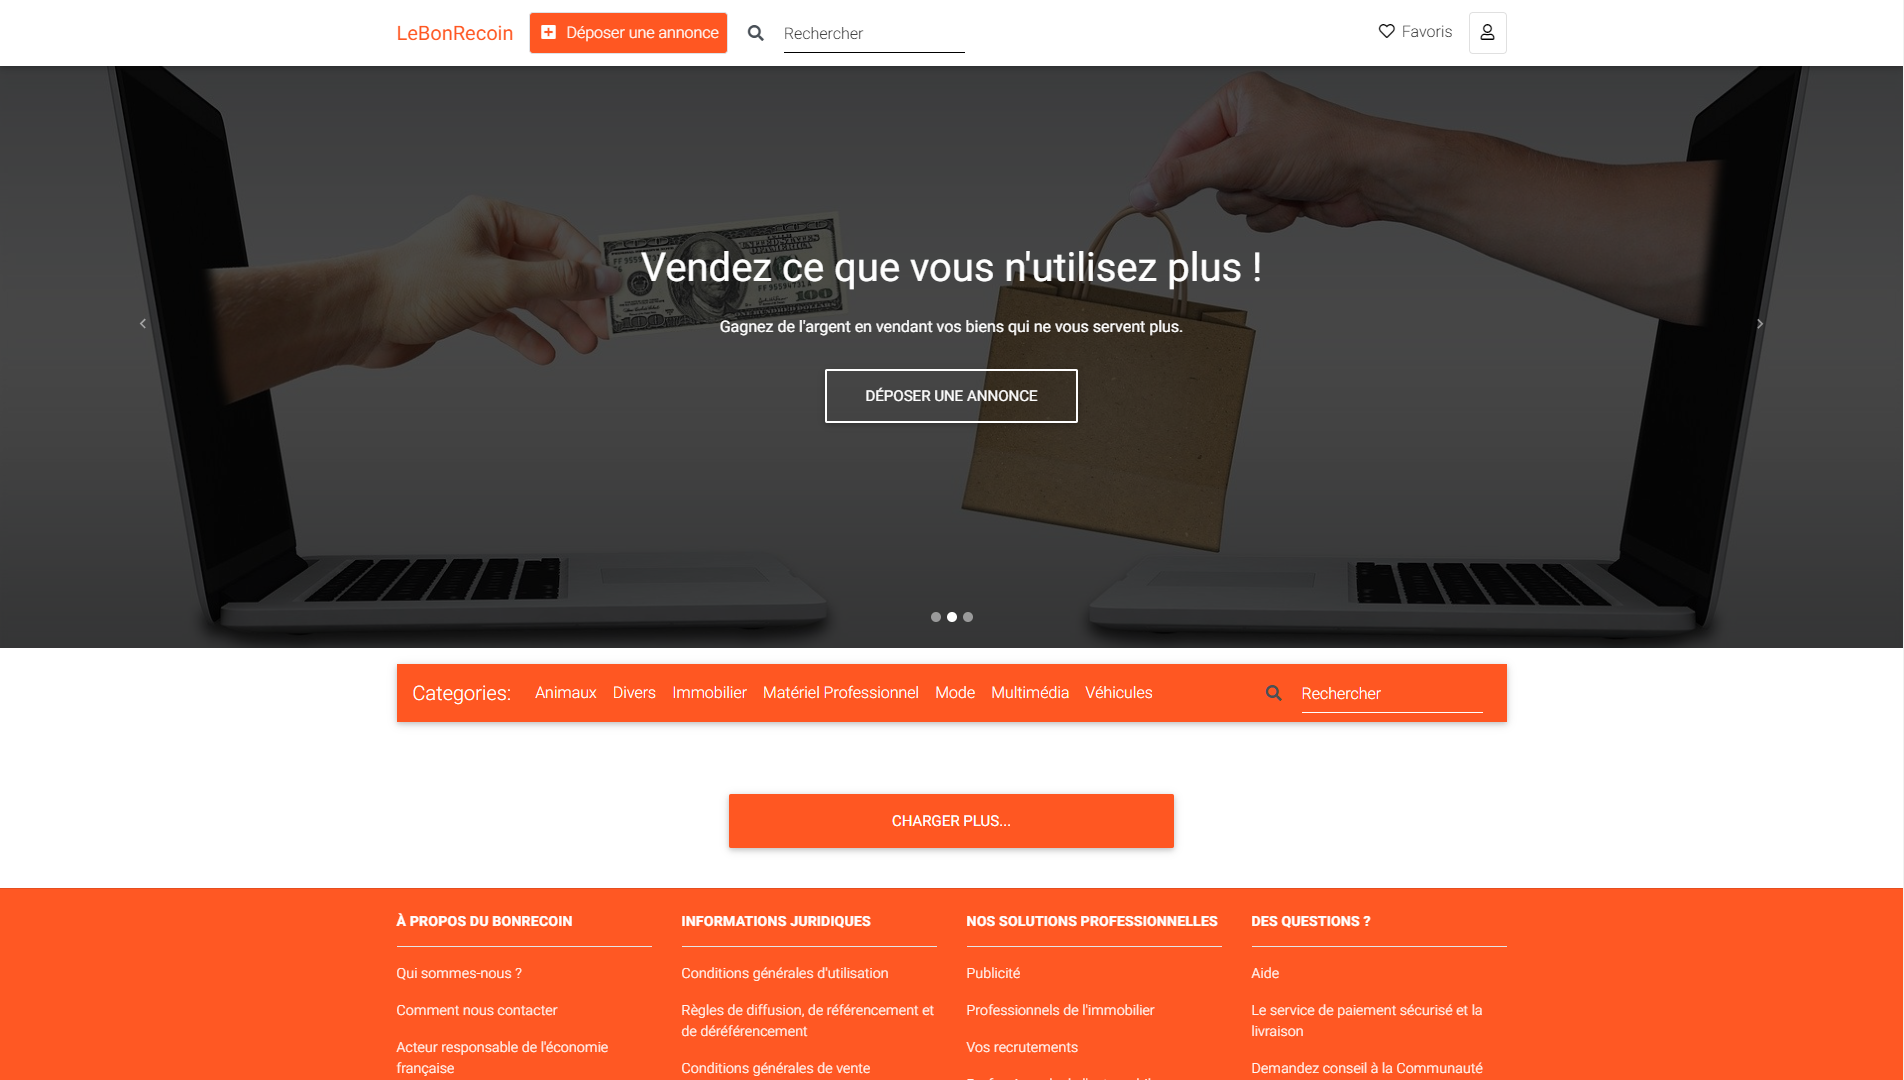 LeBonRecoin
Déposer une annonce
Rechercher
Favoris
Vendez ce que vous n'utilisez plus !
Gagnez de l'argent en vendant vos biens qui ne vous servent plus.
DÉPOSER UNE ANNONCE
Categories:
Animaux
Divers
Immobilier
Matériel Professionnel
Mode
Multimédia
Véhicules
Rechercher
CHARGER PLUS...
À PROPOS DU BONRECOIN
Qui sommes-nous ?
Comment nous contacter
Acteur responsable de l'économie
française
INFORMATIONS JURIDIQUES
Conditions générales d'utilisation
Règles de diffusion, de référencement et
de déréférencement
Conditions générales de vente
NOS SOLUTIONS PROFESSIONNELLES
Publicité
Professionnels de l'immobilier
Vos recrutements
DES QUESTIONS ?
Aide
Le service de paiement sécurisé et la
livraison
Demandez conseil à la Communauté